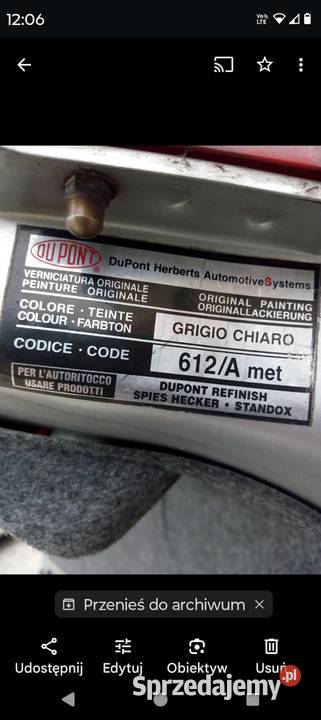 12:06
Vo))
LTE
DU PONT
DuPont Herberts AutomotiveSystems
VERNICIATURA ORIGINALE
PEINTURE ORIGINALE
ORIGINAL PAINTING
ORIGINALLACKIERUNG
COLORE · TEINTE
COLOUR · FARBTON
GRIGIO CHIARO
CODICE · CODE
612/A met
PER L'AUTORITOCCO
USARE PRODOTTI
DUPONT REFINISH
SPIES HECKER · STANDOX
Przenieś do archiwum
Udostępnij
Edytuj
Obiektyw
Usuń
Sprzedajemy.pl